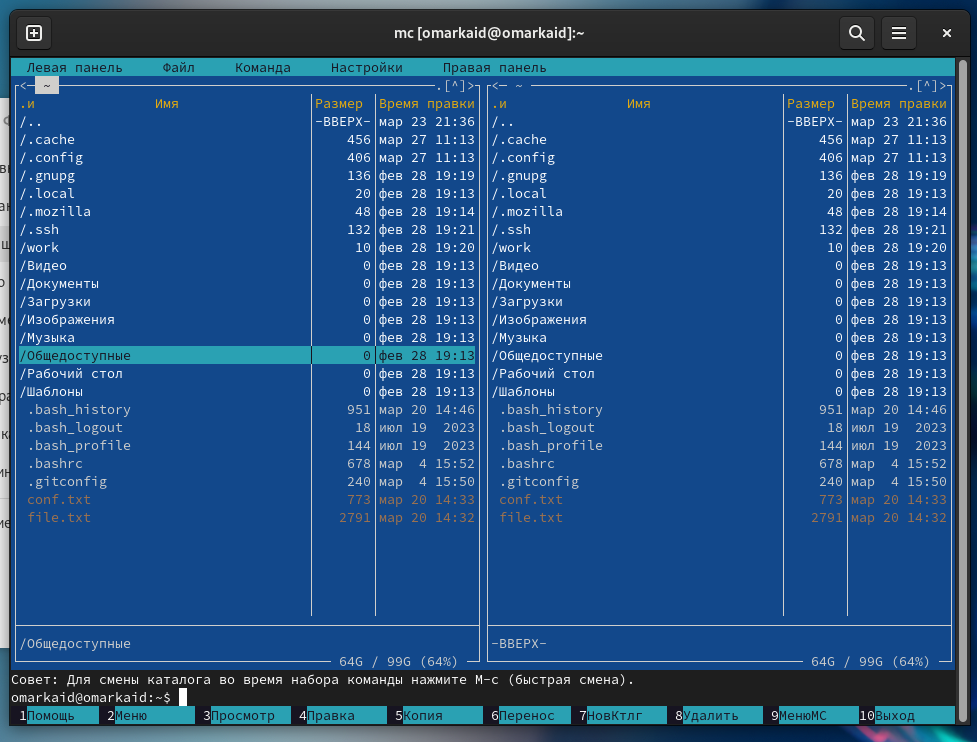 mc [omarkaid@omarkaid]:~
Левая панель Файл Команда Настройки Правая панель
<— ~ .[^]> <— ~ .[^]>
.и Имя Размер Время правки .и Имя Размер Время правки
/.. -ВВЕРХ- мар 23 21:36 /.. -ВВЕРХ- мар 23 21:36
/.cache 456 мар 27 11:13 /.cache 456 мар 27 11:13
/.config 406 мар 27 11:13 /.config 406 мар 27 11:13
/.gnupg 136 фев 28 19:19 /.gnupg 136 фев 28 19:19
/.local 20 фев 28 19:13 /.local 20 фев 28 19:13
/.mozilla 48 фев 28 19:14 /.mozilla 48 фев 28 19:14
/.ssh 132 фев 28 19:21 /.ssh 132 фев 28 19:21
/work 10 фев 28 19:20 /work 10 фев 28 19:20
/Видео 0 фев 28 19:13 /Видео 0 фев 28 19:13
/Документы 0 фев 28 19:13 /Документы 0 фев 28 19:13
/Загрузки 0 фев 28 19:13 /Загрузки 0 фев 28 19:13
/Изображения 0 фев 28 19:13 /Изображения 0 фев 28 19:13
/Музыка 0 фев 28 19:13 /Музыка 0 фев 28 19:13
/Общедоступные 0 фев 28 19:13 /Общедоступные 0 фев 28 19:13
/Рабочий стол 0 фев 28 19:13 /Рабочий стол 0 фев 28 19:13
/Шаблоны 0 фев 28 19:13 /Шаблоны 0 фев 28 19:13
.bash_history 951 мар 20 14:46 .bash_history 951 мар 20 14:46
.bash_logout 18 июл 19 2023 .bash_logout 18 июл 19 2023
.bash_profile 144 июл 19 2023 .bash_profile 144 июл 19 2023
.bashrc 678 мар 4 15:52 .bashrc 678 мар 4 15:52
.gitconfig 240 мар 4 15:50 .gitconfig 240 мар 4 15:50
conf.txt 773 мар 20 14:33 conf.txt 773 мар 20 14:33
file.txt 2791 мар 20 14:32 file.txt 2791 мар 20 14:32
/Общедоступные -ВВЕРХ-
64G / 99G (64%) 64G / 99G (64%)
Совет: Для смены каталога во время набора команды нажмите M-c (быстрая смена).
omarkaid@omarkaid:~$
1Помощь 2Меню 3Просмотр 4Правка 5Копия 6Перенос 7НовКтлг 8Удалить 9МенюMC 10Выход